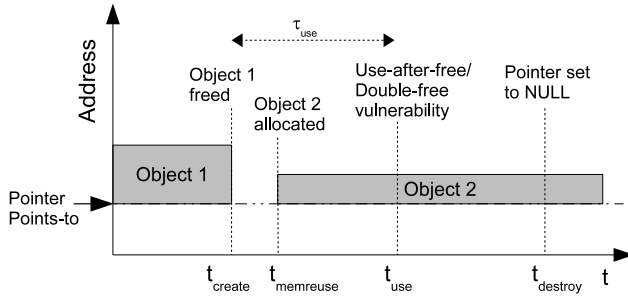 τuse
Address
Object 1
freed
Object 2
allocated
Use-after-free/
Double-free
vulnerability
Pointer set
to NULL
Object 1
Object 2
Pointer
Points-to
tcreate
tmemreuse
tuse
tdestroy
t